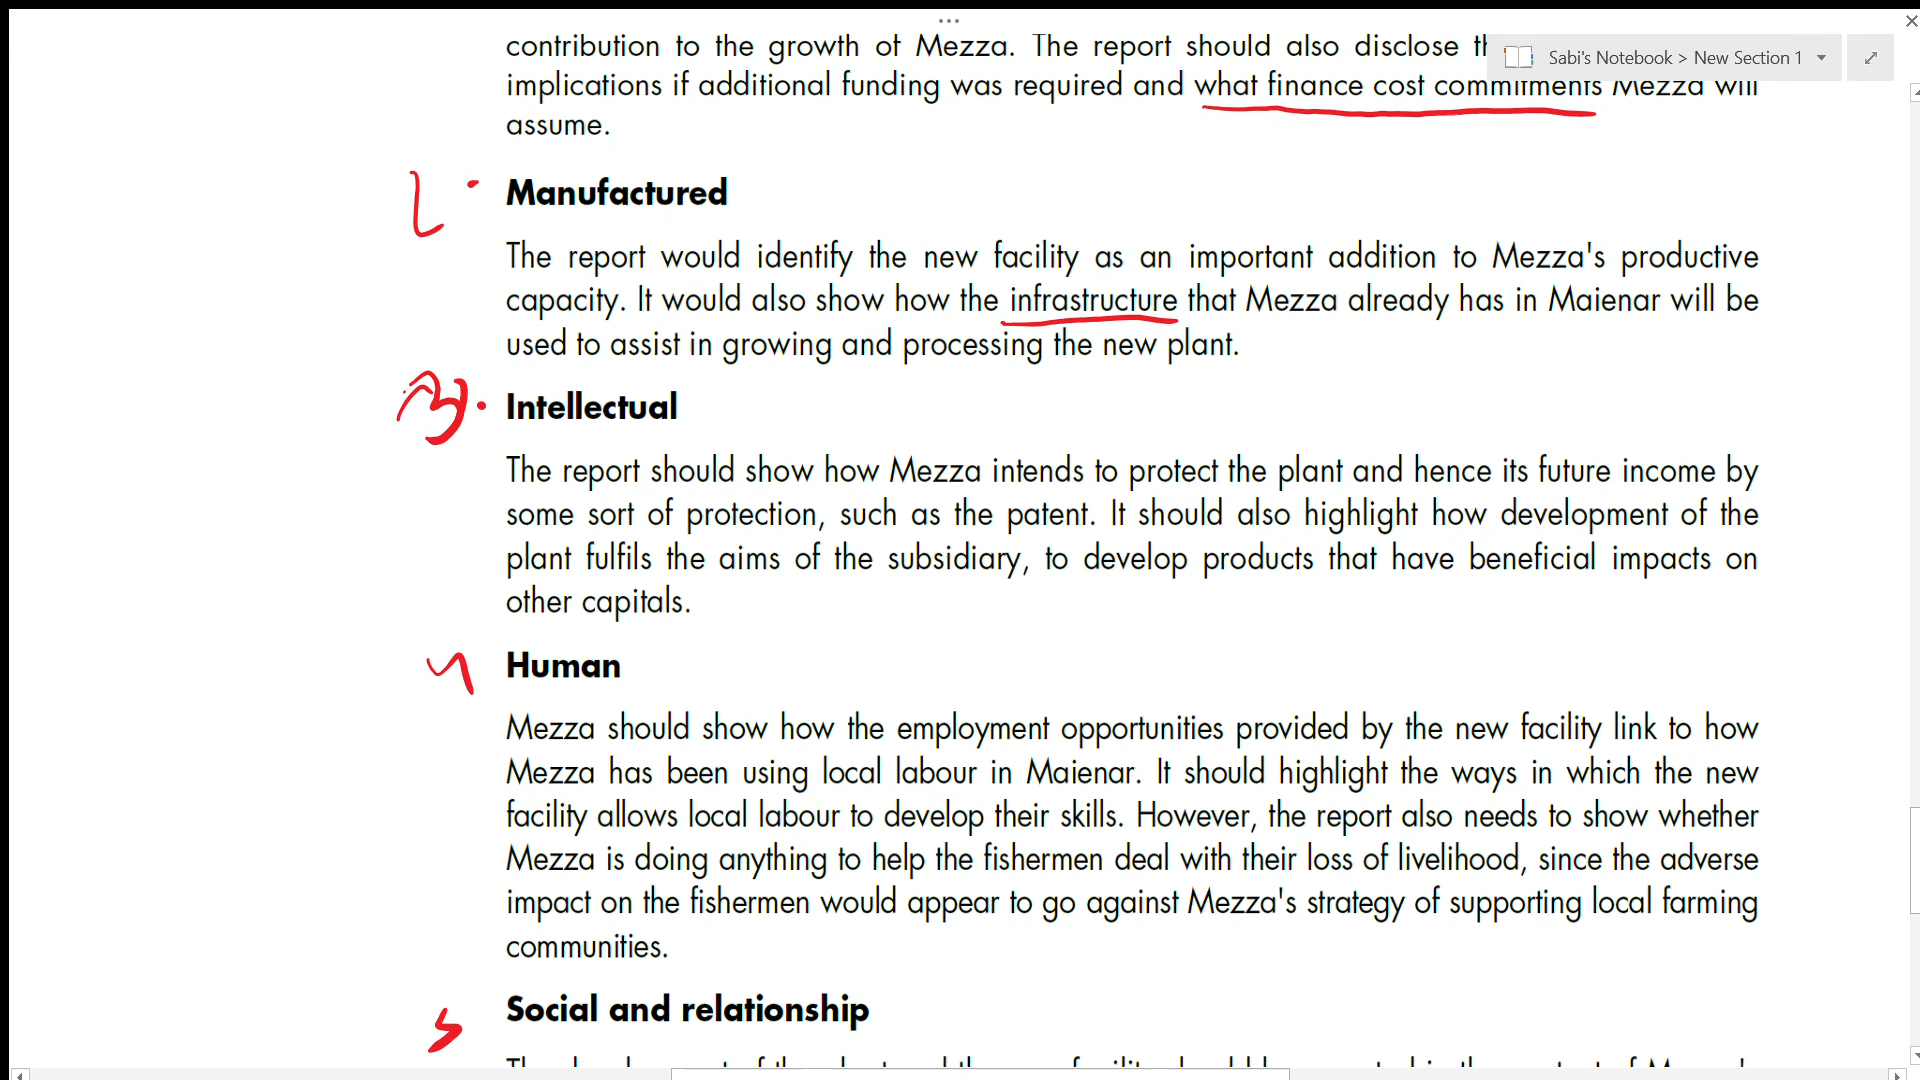 contribution to the growth of Mezza. The report should also disclose
Sabi's Notebook > New Section 1
implications if additional funding was required and what finance cost commitments Mezza will
assume.
Manufactured
The report would identify the new facility as an important addition to Mezza's productive
capacity. It would also show how the infrastructure that Mezza already has in Maienar will be
used to assist in growing and processing the new plant.
3. Intellectual
The report should show how Mezza intends to protect the plant and hence its future income by
some sort of protection, such as the patent. It should also highlight how development of the
plant fulfils the aims of the subsidiary, to develop products that have beneficial impacts on
other capitals.
4 Human
Mezza should show how the employment opportunities provided by the new facility link to how
Mezza has been using local labour in Maienar. It should highlight the ways in which the new
facility allows local labour to develop their skills. However, the report also needs to show whether
Mezza is doing anything to help the fishermen deal with their loss of livelihood, since the adverse
impact on the fishermen would appear to go against Mezza's strategy of supporting local farming
communities.
5 Social and relationship